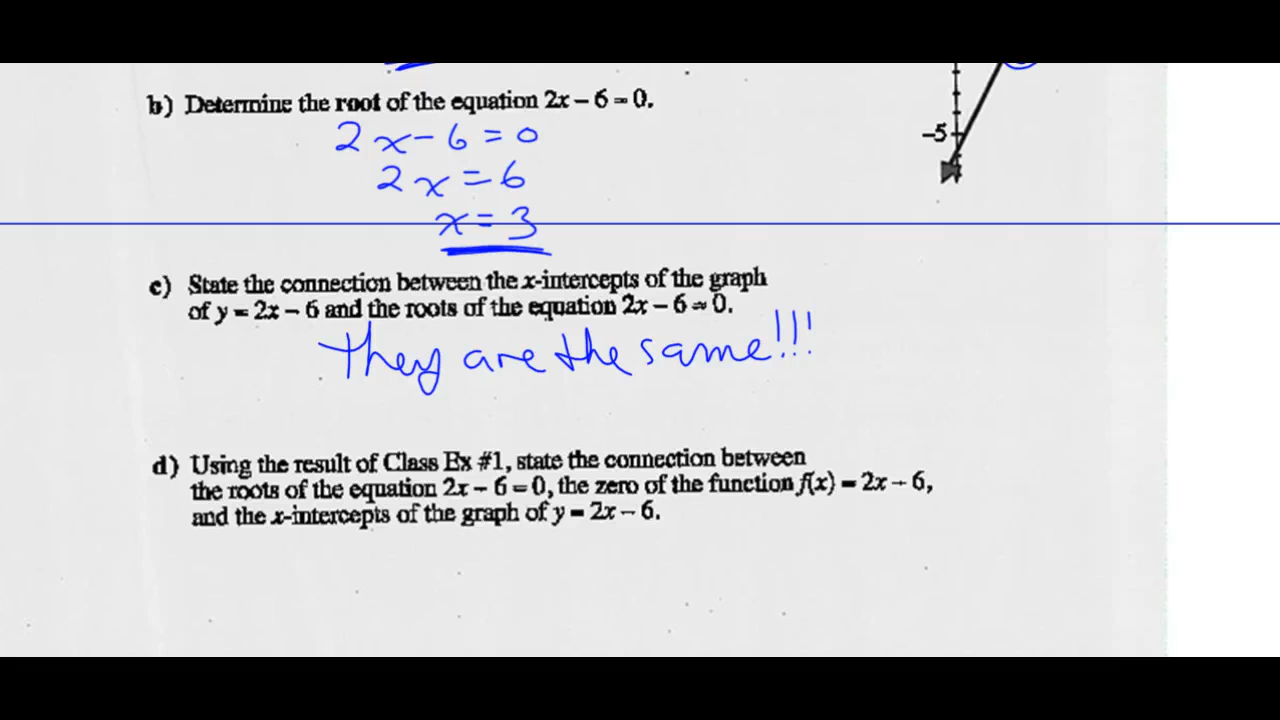 b) Determine the root of the equation 2x – 6 = 0.
2x – 6 = 0
2x = 6
x = 3
–5
c) State the connection between the x-intercepts of the graph
of y = 2x – 6 and the roots of the equation 2x – 6 = 0.
They are the same!!!
d) Using the result of Class Ex #1, state the connection between
the roots of the equation 2x – 6 = 0, the zero of the function f(x) = 2x – 6,
and the x-intercepts of the graph of y = 2x – 6.